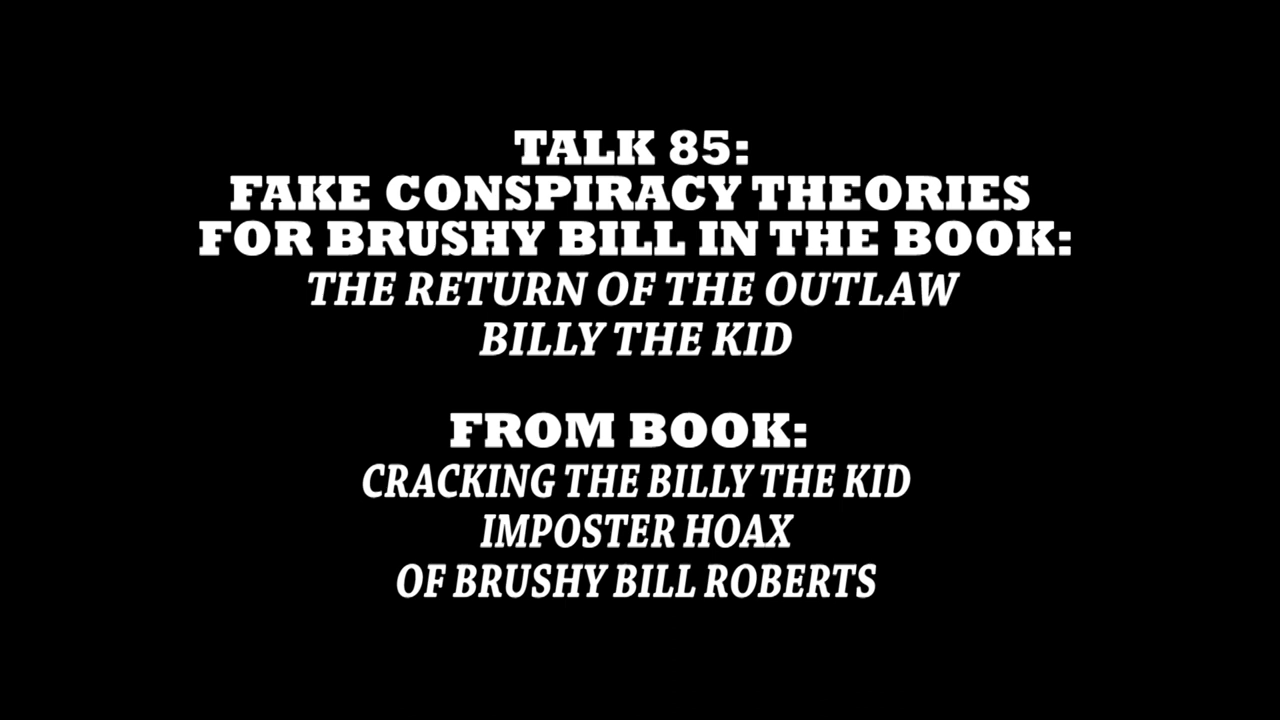 TALK 85:
FAKE CONSPIRACY THEORIES
FOR BRUSHY BILL IN THE BOOK:
THE RETURN OF THE OUTLAW
BILLY THE KID
FROM BOOK:
CRACKING THE BILLY THE KID
IMPOSTER HOAX
OF BRUSHY BILL ROBERTS